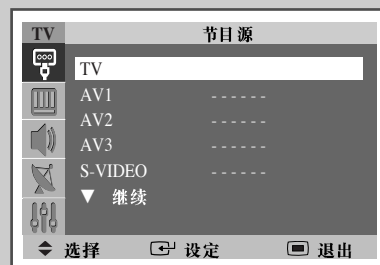 TV 节目源
TV
AV1 - - - - - -
AV2 - - - - - -
AV3 - - - - - -
S-VIDEO - - - - - -
▼ 继续
选择 设定 退出